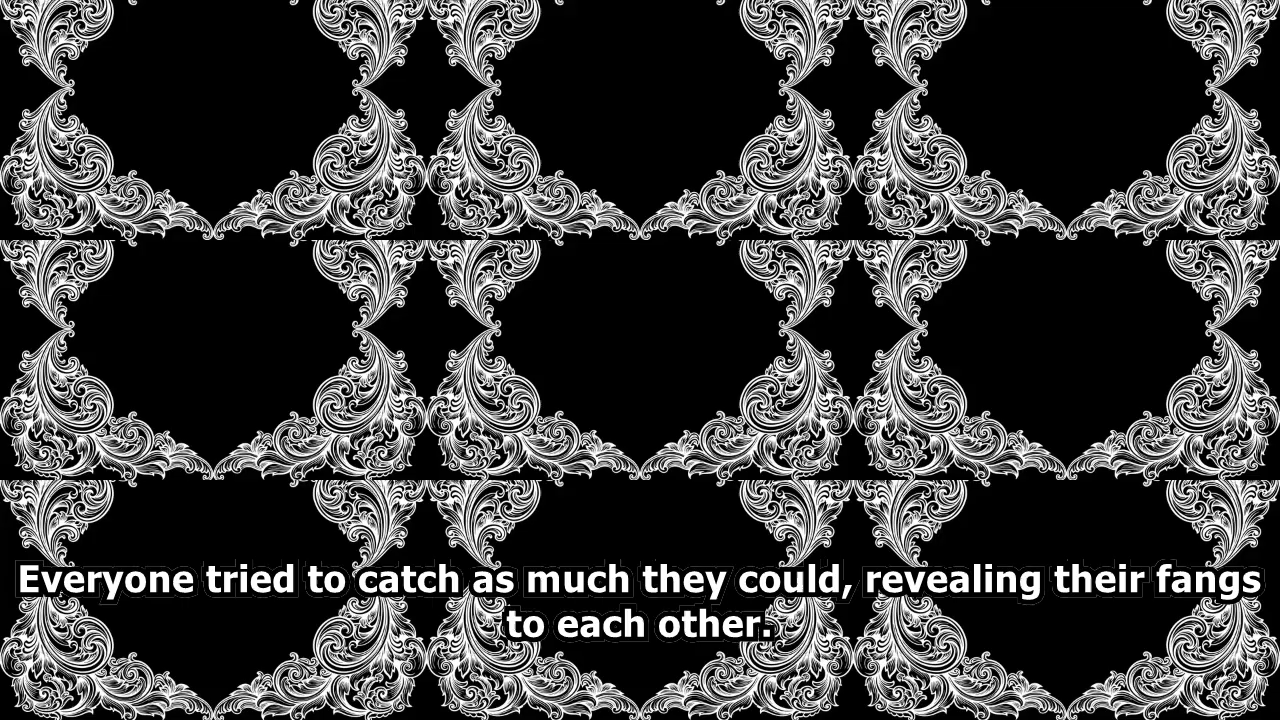 Everyone tried to catch as much they could, revealing their fangs
to each other.